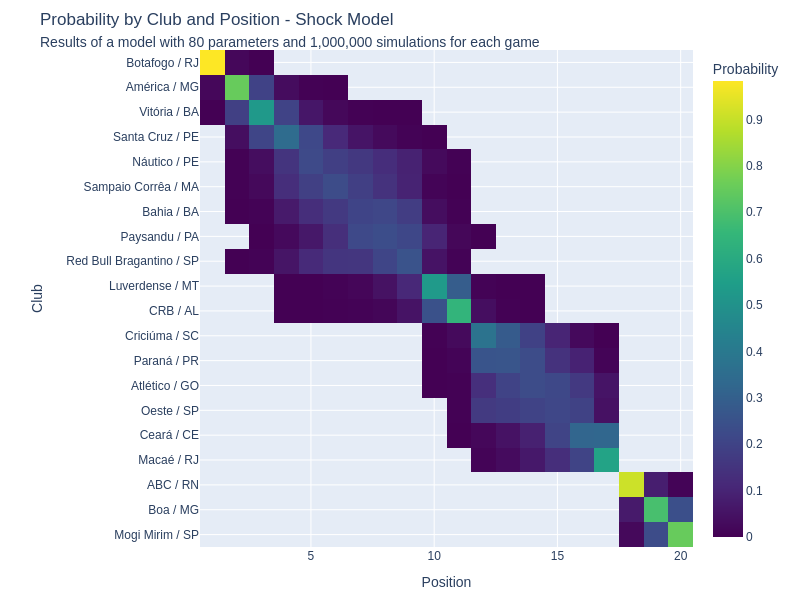 Probability by Club and Position - Shock Model
Results of a model with 80 parameters and 1,000,000 simulations for each game
Probability
Botafogo / RJ
América / MG
Vitória / BA
Santa Cruz / PE
Náutico / PE
Sampaio Corrêa / MA
Bahia / BA
Paysandu / PA
Red Bull Bragantino / SP
Luverdense / MT
CRB / AL
Criciúma / SC
Paraná / PR
Atlético / GO
Oeste / SP
Ceará / CE
Macaé / RJ
ABC / RN
Boa / MG
Mogi Mirim / SP
Club
5
10
15
20
Position
0.9
0.8
0.7
0.6
0.5
0.4
0.3
0.2
0.1
0